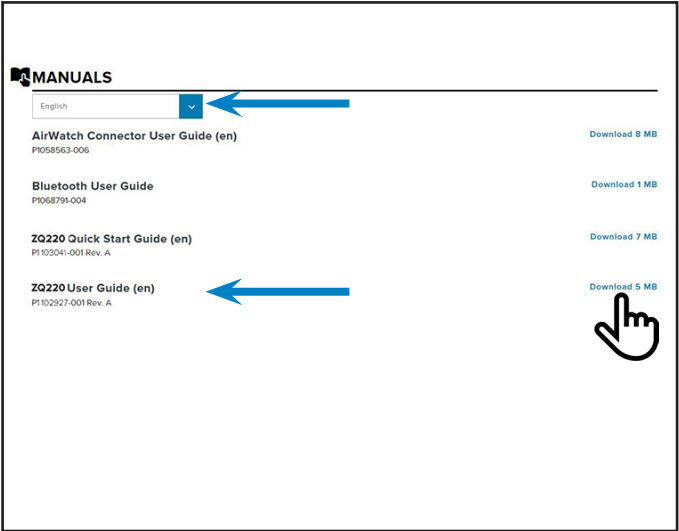 MANUALS
English
AirWatch Connector User Guide (en) Download 8 MB
P1058563-006
Bluetooth User Guide Download 1 MB
P1068791-004
ZQ220 Quick Start Guide (en) Download 7 MB
P1103041-001 Rev. A
ZQ220 User Guide (en) Download 5 MB
P1102927-001 Rev. A